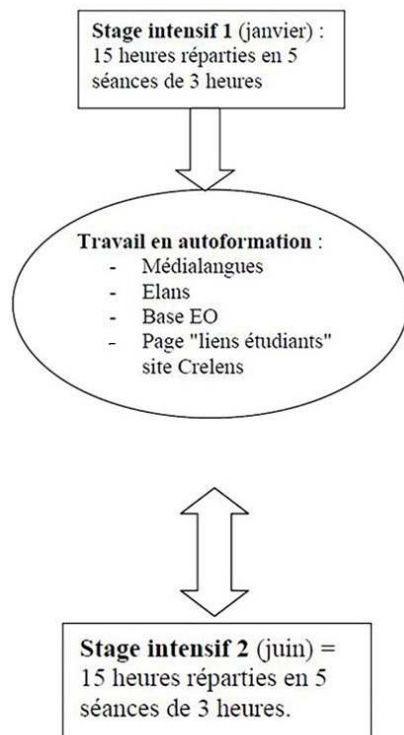 Stage intensif 1 (janvier) :
15 heures réparties en 5
séances de 3 heures
Travail en autoformation :
- Médialangues
- Elans
- Base EO
- Page "liens étudiants"
site Crelens
Stage intensif 2 (juin) =
15 heures réparties en 5
séances de 3 heures.